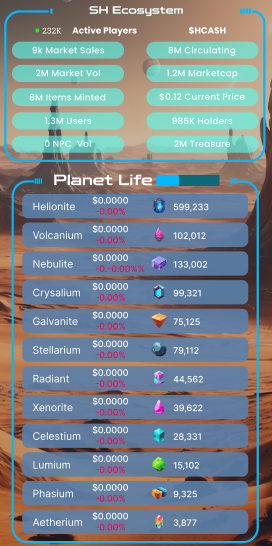 SH Ecosystem
232K Active Players $HCASH
9k Market Sales 8M Circulating
2M Market Vol 1.2M Marketcap
8M Items Minted $0.12 Current Price
1.3M Users 985K Holders
0 NPC Vol 2M Treasure
Planet Life
Helionite $0.0000 599,233
-0.00%
Volcanium $0.0000 102,012
-0.00%
Nebulite $0.0000 133,002
-0.-0.00%%
Crysalium $0.0000 99,321
-0.00%
Galvanite $0.0000 75,125
-0.00%
Stellarium $0.0000 79,112
-0.00%
Radiant $0.0000 44,562
-0.00%
Xenorite $0.0000 39,622
-0.00%
Celestium $0.0000 28,331
-0.00%
Lumium $0.0000 15,102
-0.00%
Phasium $0.0000 9,325
-0.00%
Aetherium $0.0000 3,877
-0.00%